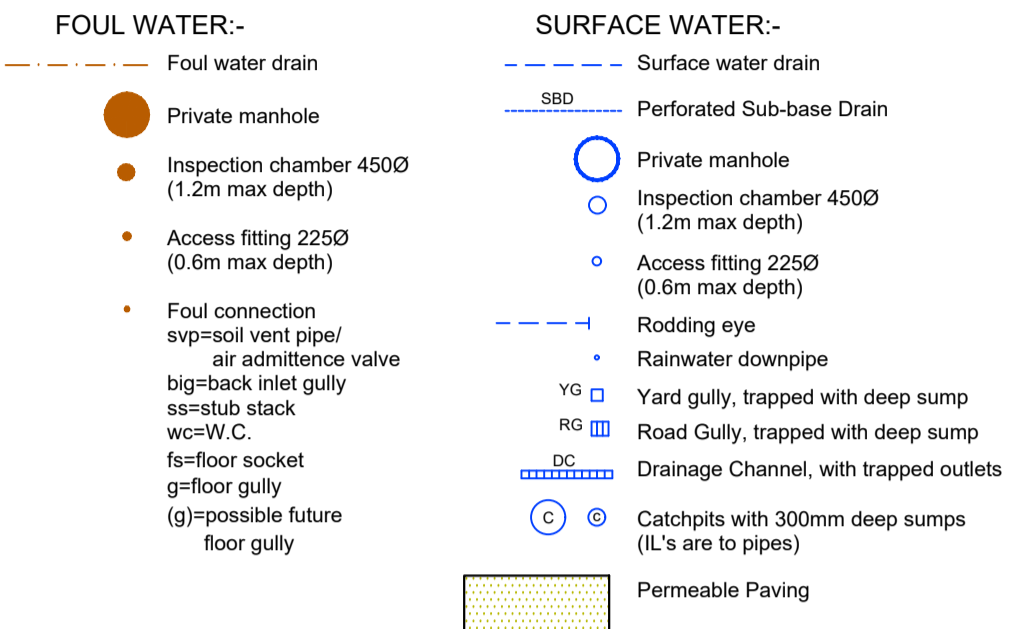 FOUL WATER:-
Foul water drain
Private manhole
Inspection chamber 450Ø
(1.2m max depth)
Access fitting 225Ø
(0.6m max depth)
Foul connection
svp=soil vent pipe/
air admittence valve
big=back inlet gully
ss=stub stack
wc=W.C.
fs=floor socket
g=floor gully
(g)=possible future
floor gully
SURFACE WATER:-
Surface water drain
SBD
Perforated Sub-base Drain
Private manhole
Inspection chamber 450Ø
(1.2m max depth)
Access fitting 225Ø
(0.6m max depth)
Rodding eye
Rainwater downpipe
YG
Yard gully, trapped with deep sump
RG
Road Gully, trapped with deep sump
DC
Drainage Channel, with trapped outlets
C
C
Catchpits with 300mm deep sumps
(IL's are to pipes)
Permeable Paving